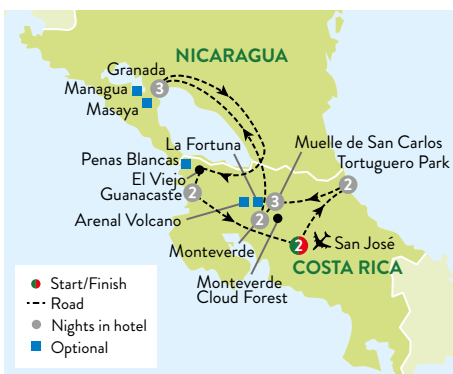 NICARAGUA
Granada
3
Managua
Masaya
La Fortuna
Muelle de San Carlos
Tortuguero Park
Penas Blancas
El Viejo
2
Guanacaste
2
3
Arenal Volcano
2
2
San José
Monteverde
COSTA RICA
Monteverde
Cloud Forest
Start/Finish
Road
Nights in hotel
Optional